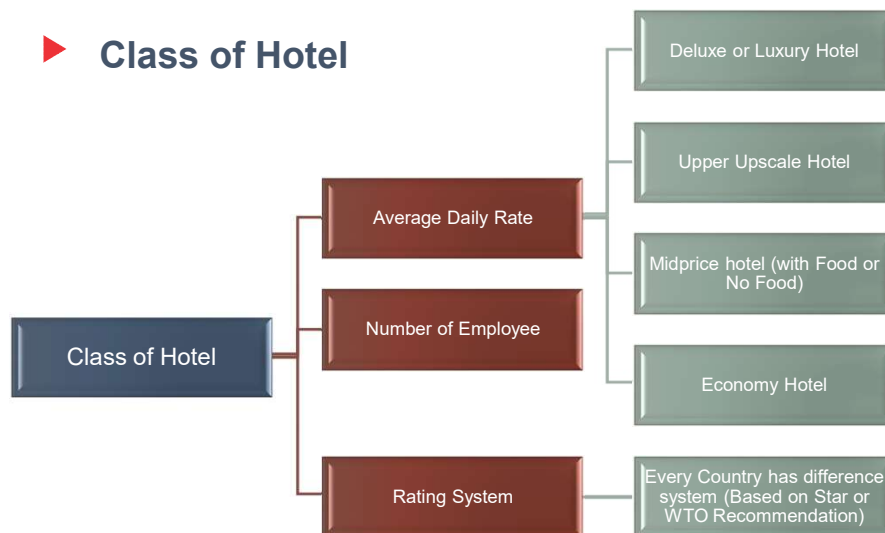 Class of Hotel
Class of Hotel
Average Daily Rate
Deluxe or Luxury Hotel
Upper Upscale Hotel
Midprice hotel (with Food or
No Food)
Economy Hotel
Number of Employee
Rating System
Every Country has difference
system (Based on Star or
WTO Recommendation)